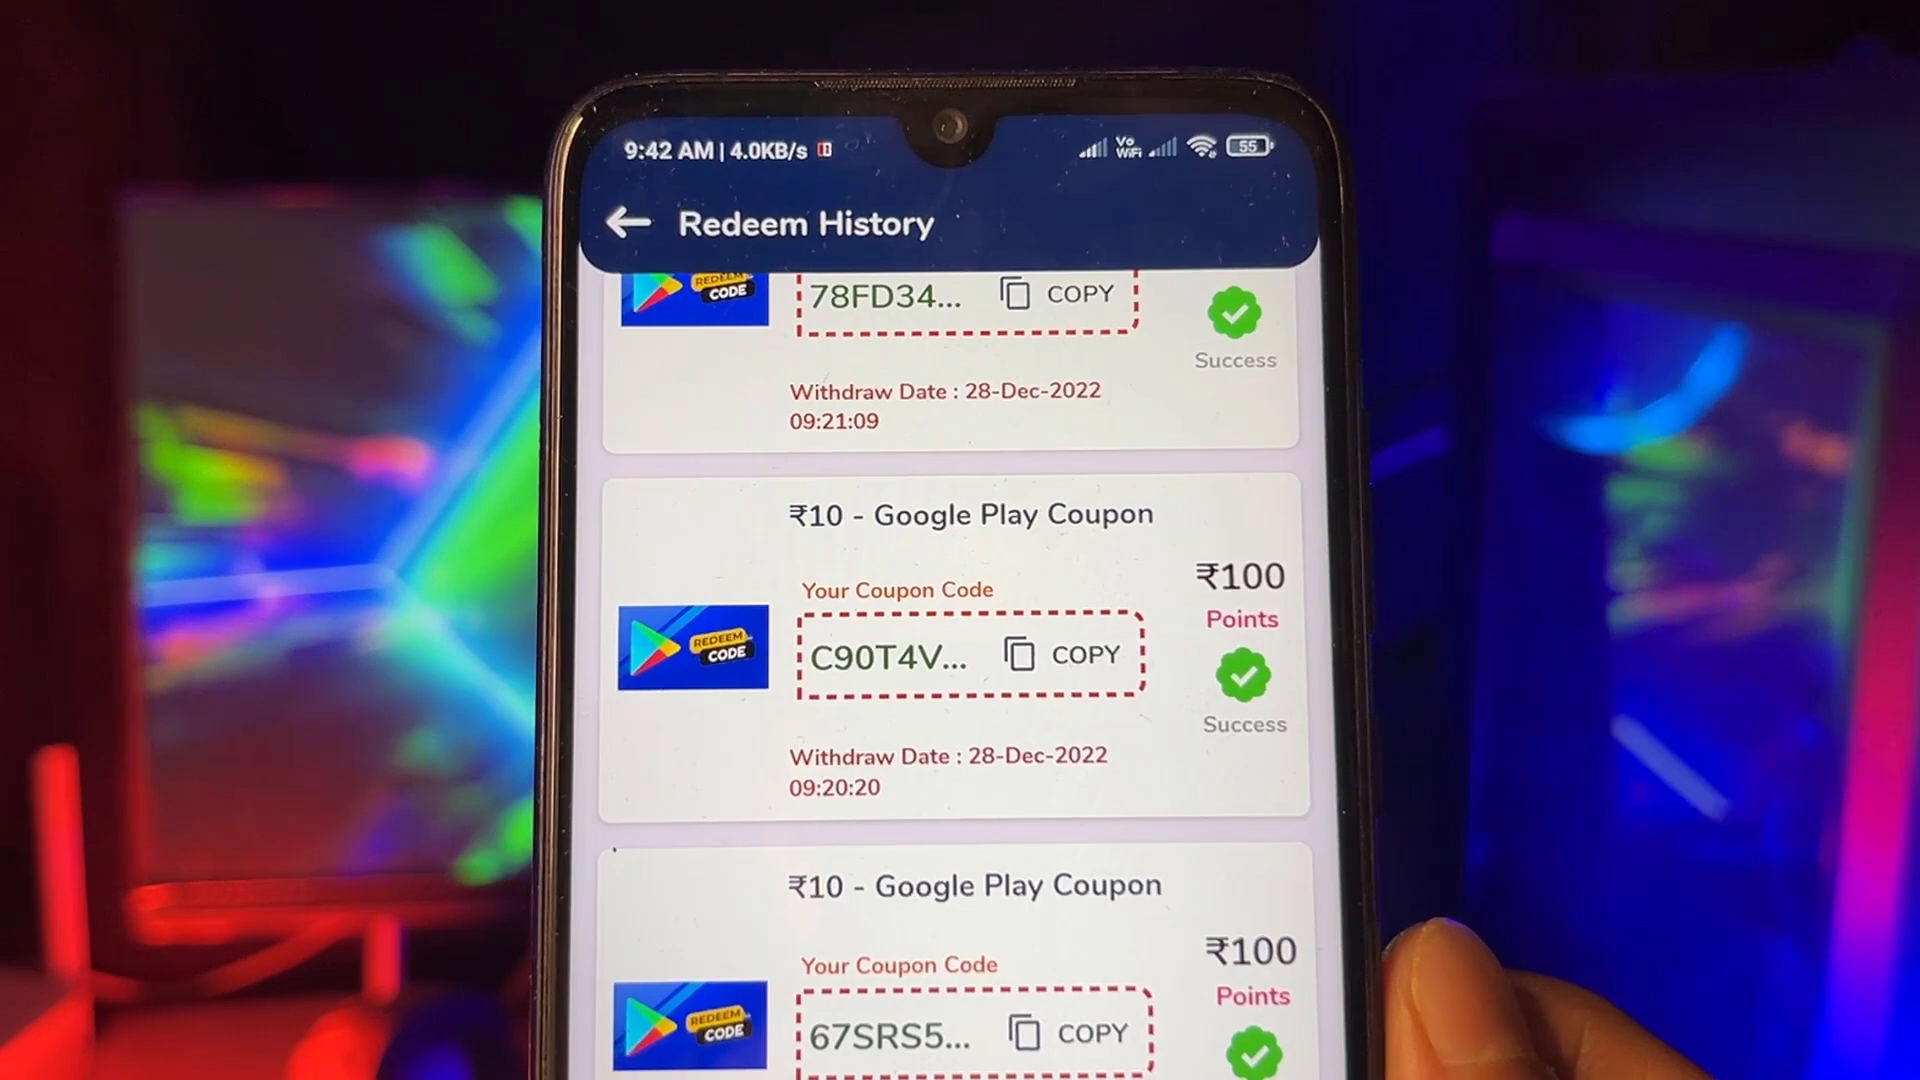 9:42 AM | 4.0KB/s
Vo
WiFi
55
Redeem History
REDEEM
CODE
78FD34...
COPY
Success
Withdraw Date : 28-Dec-2022
09:21:09
₹10 - Google Play Coupon
₹100
Points
Your Coupon Code
REDEEM
CODE
C90T4V...
COPY
Success
Withdraw Date : 28-Dec-2022
09:20:20
₹10 - Google Play Coupon
₹100
Points
Your Coupon Code
REDEEM
CODE
67SRS5...
COPY